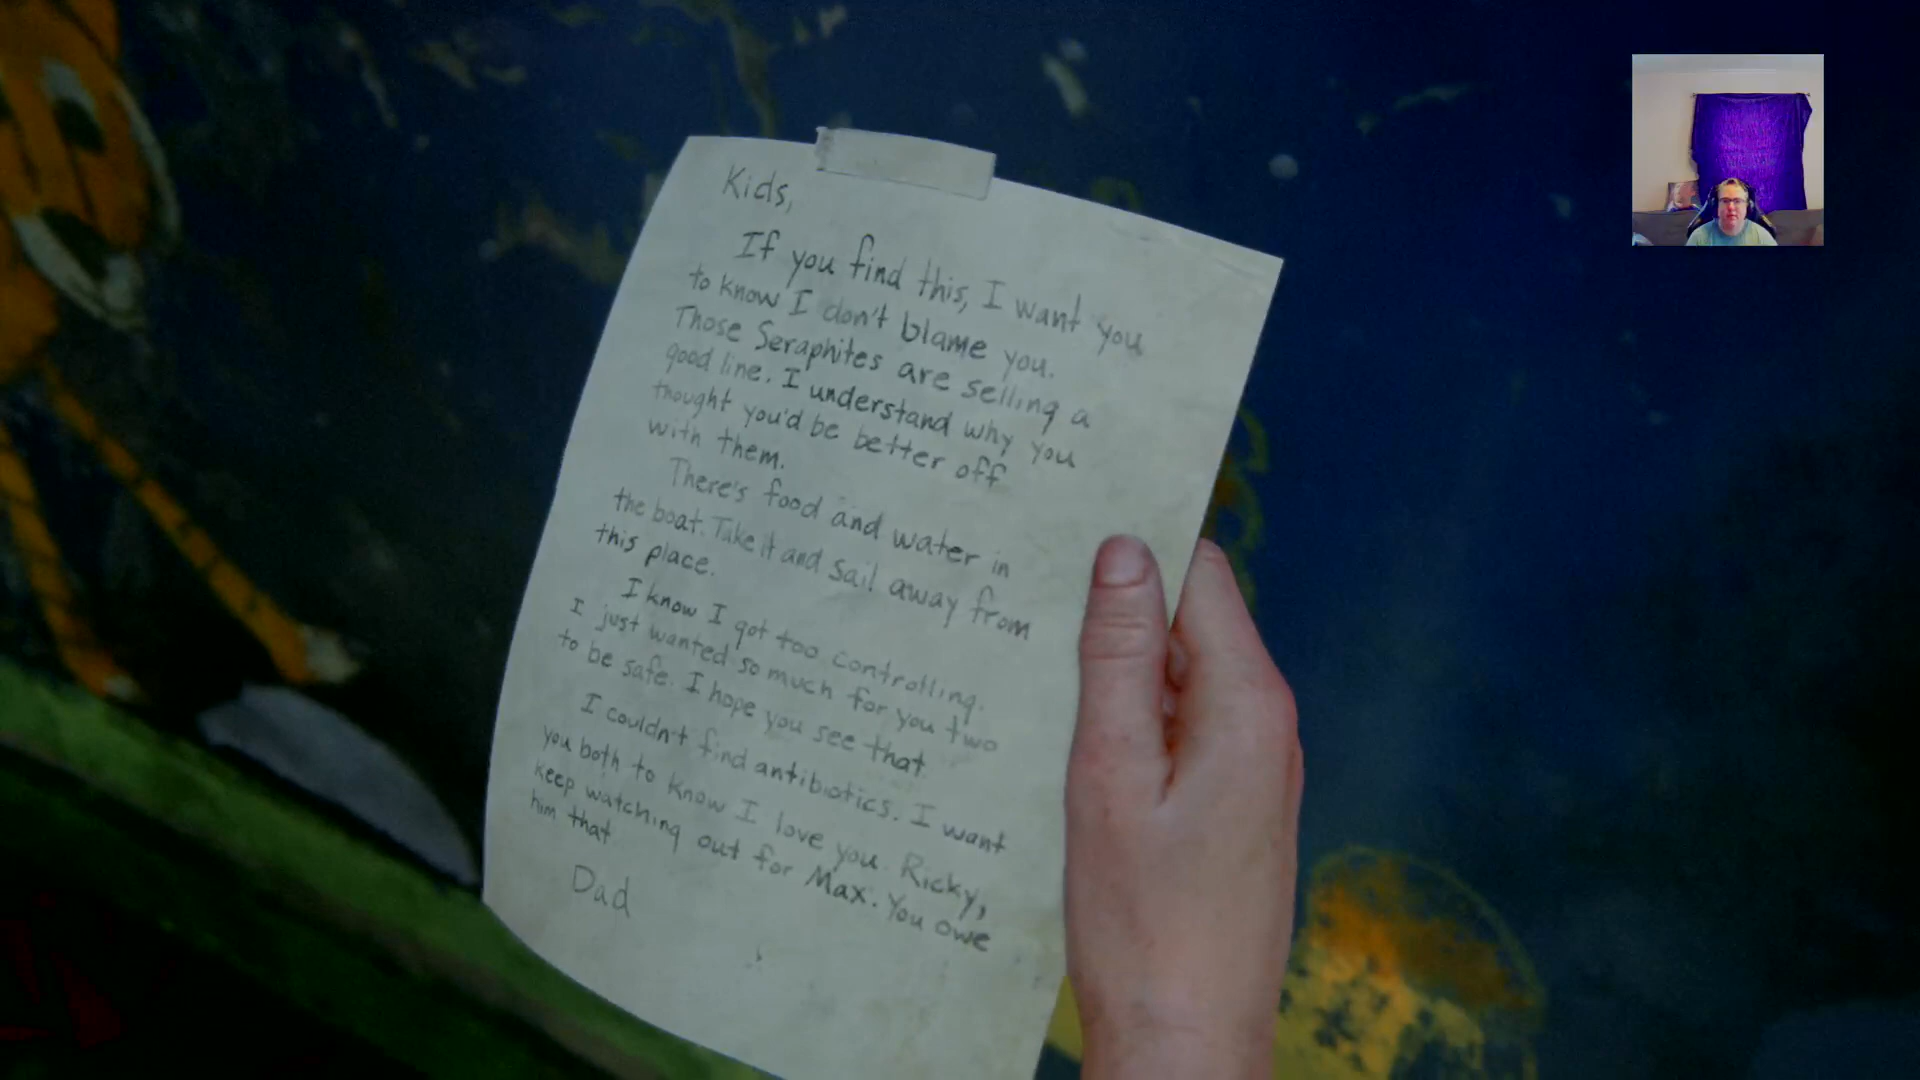 Kids,
If you find this, I want you
to know I don't blame you.
Those Seraphites are selling a
good line. I understand why you
thought you'd be better off
with them.
There's food and water in
the boat. Take it and sail away from
this place.
I know I got too controlling.
I just wanted so much for you two
to be safe. I hope you see that.
I couldn't find antibiotics. I want
you both to know I love you. Ricky,
keep watching out for Max. You owe
him that
Dad